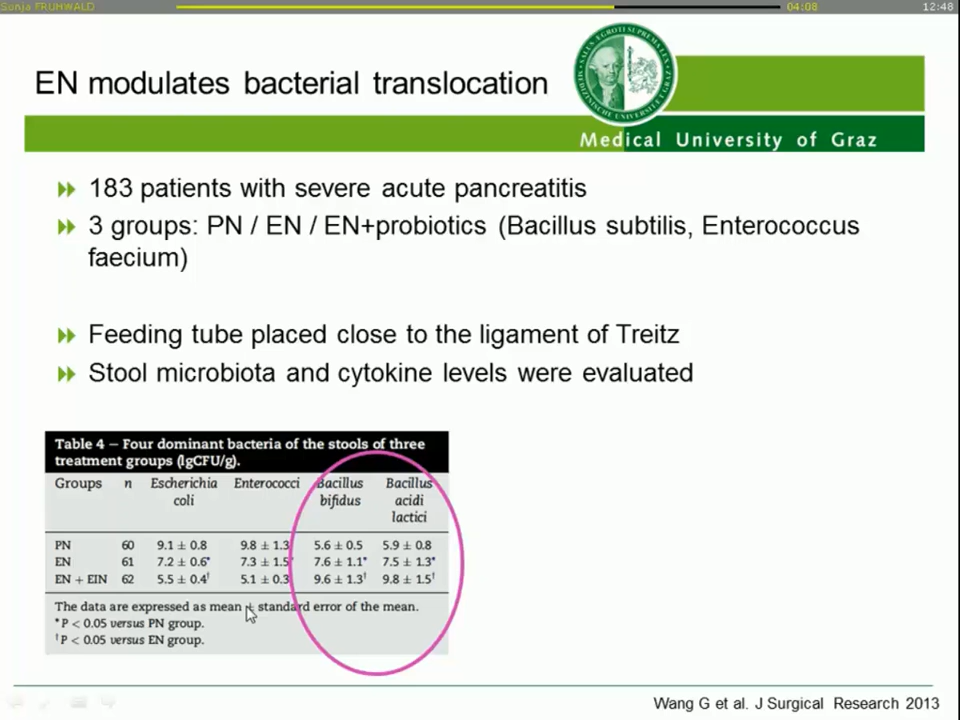 Sunja FRUHWALD
04:08
12:48
EN modulates bacterial translocation
Medical University of Graz
183 patients with severe acute pancreatitis
3 groups: PN / EN / EN+probiotics (Bacillus subtilis, Enterococcus
faecium)
Feeding tube placed close to the ligament of Treitz
Stool microbiota and cytokine levels were evaluated
Table 4 – Four dominant bacteria of the stools of three
treatment groups (lgCFU/g).
Groups n Escherichia coli Enterococci Bacillus bifidus Bacillus acidi lactici
PN 60 9.1 ± 0.8 9.8 ± 1.3 5.6 ± 0.5 5.9 ± 0.8
EN 61 7.2 ± 0.6* 7.3 ± 1.5 7.6 ± 1.1* 7.5 ± 1.3*
EN + EIN 62 5.5 ± 0.4† 5.1 ± 0.3 9.6 ± 1.3† 9.8 ± 1.5†
The data are expressed as mean ± standard error of the mean.
*P < 0.05 versus PN group.
†P < 0.05 versus EN group.
Wang G et al. J Surgical Research 2013